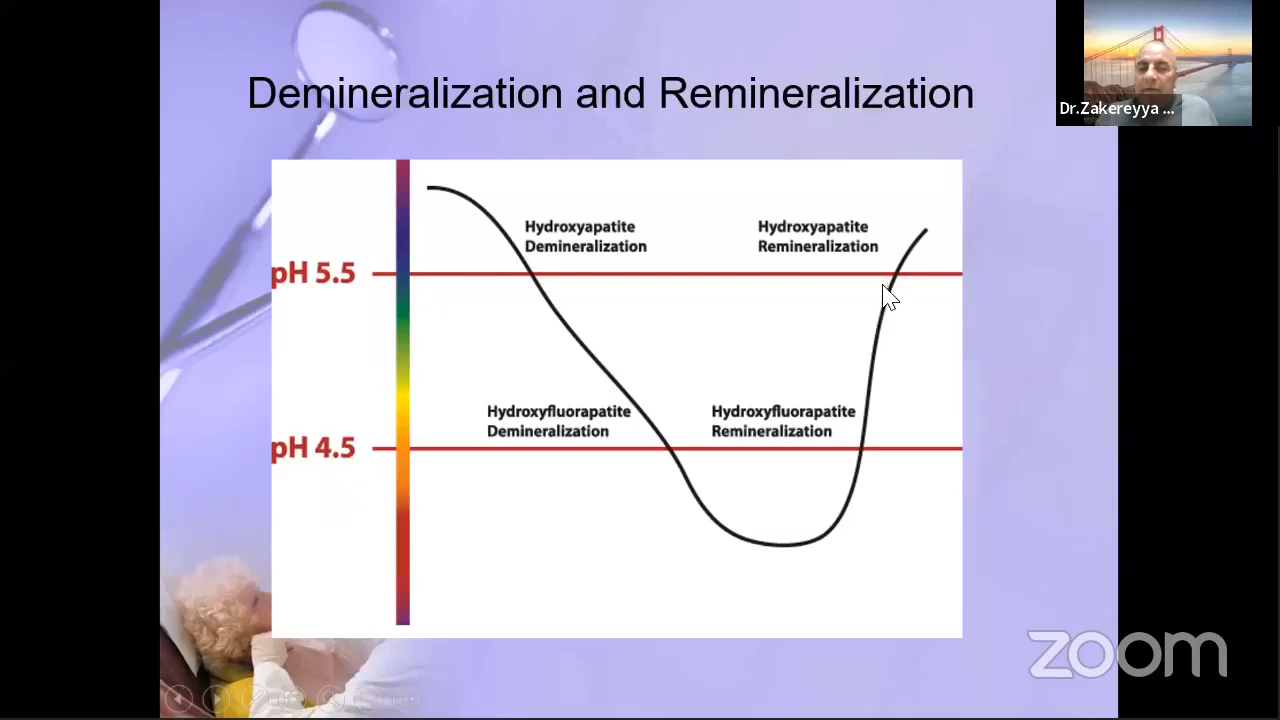 Demineralization and Remineralization
Dr.Zakereyya ...
Hydroxyapatite
Demineralization
Hydroxyapatite
Remineralization
pH 5.5
Hydroxyfluorapatite
Demineralization
Hydroxyfluorapatite
Remineralization
pH 4.5
zoom